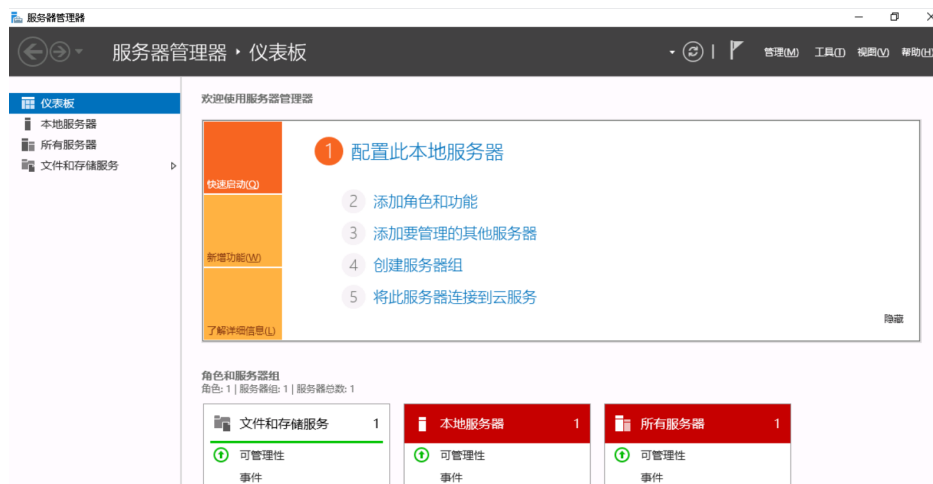 服务器管理器
服务器管理器 • 仪表板
管理(M) 工具(T) 视图(V) 帮助(H)
仪表板
本地服务器
所有服务器
文件和存储服务
欢迎使用服务器管理器
快速启动(Q)
新增功能(W)
了解详细信息(L)
1 配置此本地服务器
2 添加角色和功能
3 添加要管理的其他服务器
4 创建服务器组
5 将此服务器连接到云服务
隐藏
角色和服务器组
角色: 1 | 服务器组: 1 | 服务器总数: 1
文件和存储服务 1
可管理性
事件
本地服务器 1
可管理性
事件
所有服务器 1
可管理性
事件